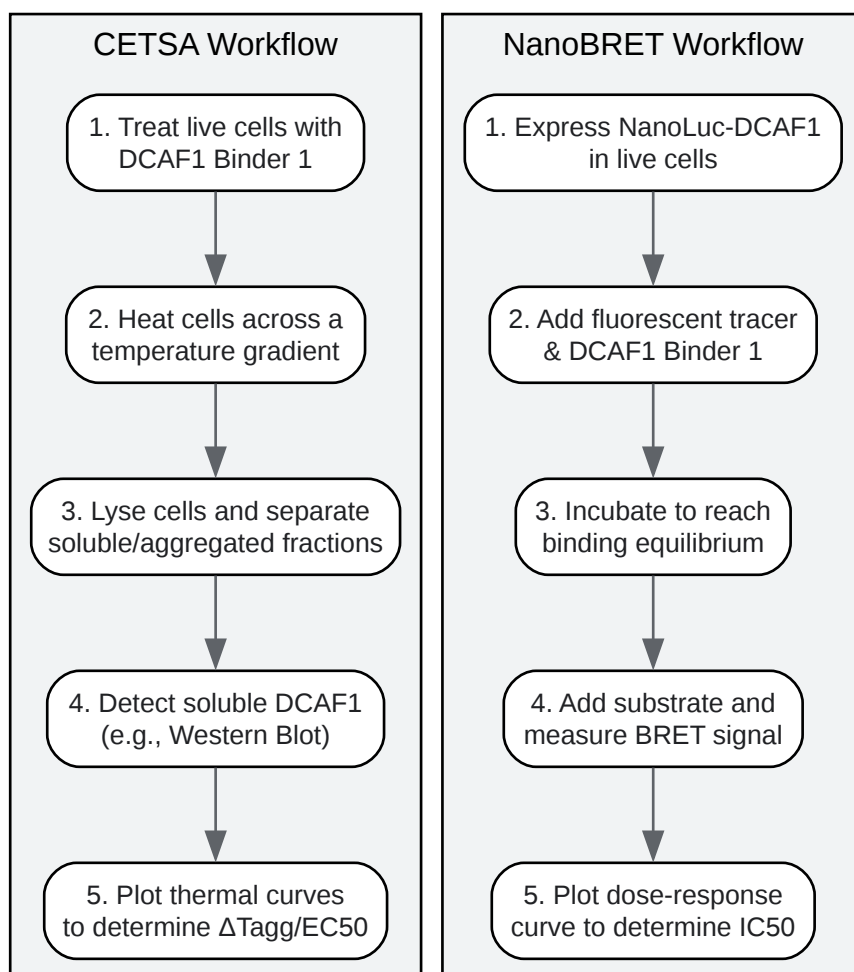 CETSA Workflow
1. Treat live cells with
DCAF1 Binder 1
2. Heat cells across a
temperature gradient
3. Lyse cells and separate
soluble/aggregated fractions
4. Detect soluble DCAF1
(e.g., Western Blot)
5. Plot thermal curves
to determine ΔTagg/EC50
NanoBRET Workflow
1. Express NanoLuc-DCAF1
in live cells
2. Add fluorescent tracer
& DCAF1 Binder 1
3. Incubate to reach
binding equilibrium
4. Add substrate and
measure BRET signal
5. Plot dose-response
curve to determine IC50